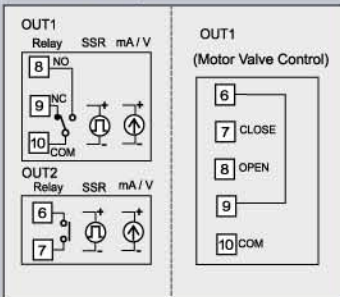 OUT1
Relay SSR mA / V
8 NO
9 NC + +
10 COM - -
OUT2
Relay SSR mA / V
6 + +
7 - -
OUT1
(Motor Valve Control)
6
7 CLOSE
8 OPEN
9
10 COM